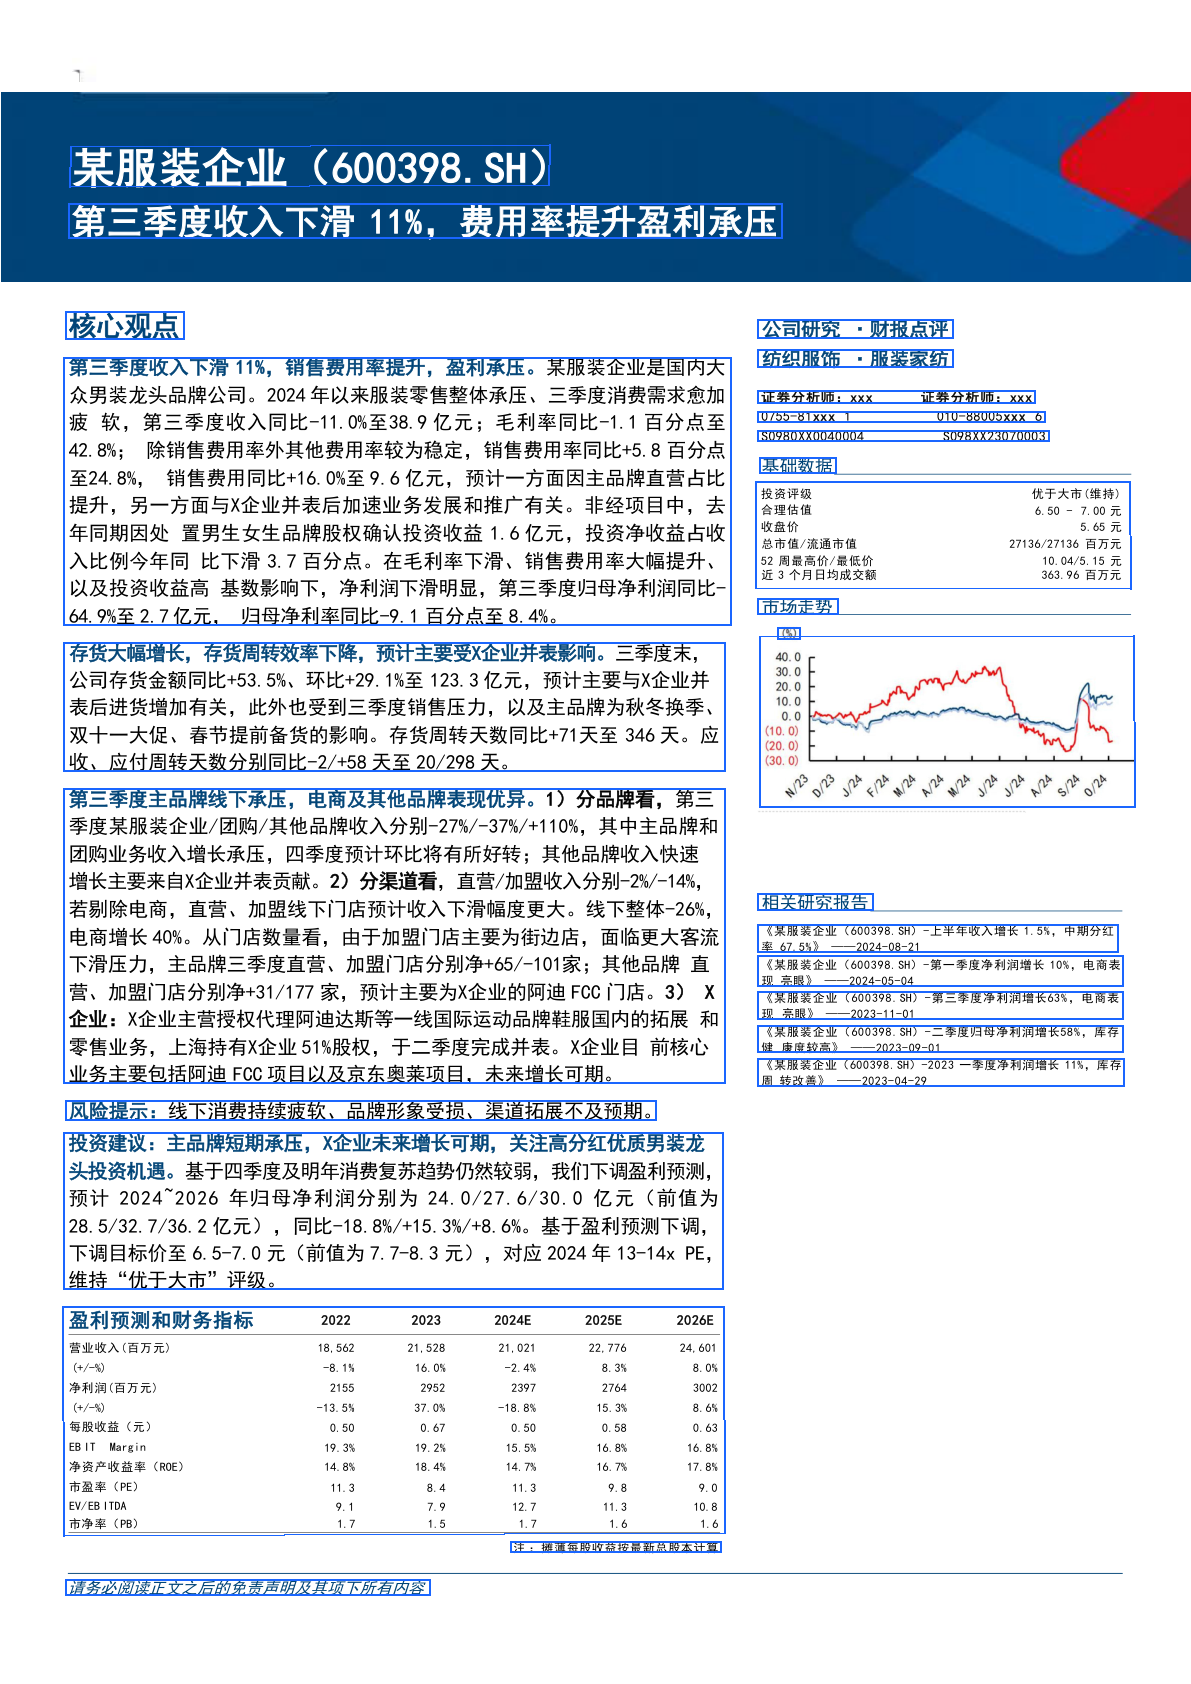 某服装企业（600398.SH）
第三季度收入下滑 11%，费用率提升盈利承压
核心观点
第三季度收入下滑 11%，销售费用率提升，盈利承压。某服装企业是国内大
众男装龙头品牌公司。2024 年以来服装零售整体承压、三季度消费需求愈加
疲 软，第三季度收入同比-11.0%至38.9 亿元；毛利率同比-1.1 百分点至
42.8%； 除销售费用率外其他费用率较为稳定，销售费用率同比+5.8 百分点
至24.8%， 销售费用同比+16.0%至 9.6 亿元，预计一方面因主品牌直营占比
提升，另一方面与X企业并表后加速业务发展和推广有关。非经项目中，去
年同期因处 置男生女生品牌股权确认投资收益 1.6 亿元，投资净收益占收
入比例今年同 比下滑 3.7 百分点。在毛利率下滑、销售费用率大幅提升、
以及投资收益高 基数影响下，净利润下滑明显，第三季度归母净利润同比-
64.9%至 2.7 亿元， 归母净利率同比-9.1 百分点至 8.4%。
存货大幅增长，存货周转效率下降，预计主要受X企业并表影响。三季度末，
公司存货金额同比+53.5%、环比+29.1%至 123.3 亿元，预计主要与X企业并
表后进货增加有关，此外也受到三季度销售压力，以及主品牌为秋冬换季、
双十一大促、春节提前备货的影响。存货周转天数同比+71天至 346 天。应
收、应付周转天数分别同比-2/+58 天至 20/298 天。
第三季度主品牌线下承压，电商及其他品牌表现优异。1）分品牌看，第三
季度某服装企业/团购/其他品牌收入分别-27%/-37%/+110%，其中主品牌和
团购业务收入增长承压，四季度预计环比将有所好转；其他品牌收入快速
增长主要来自X企业并表贡献。2）分渠道看，直营/加盟收入分别-2%/-14%，
若剔除电商，直营、加盟线下门店预计收入下滑幅度更大。线下整体-26%，
电商增长 40%。从门店数量看，由于加盟门店主要为街边店，面临更大客流
下滑压力，主品牌三季度直营、加盟门店分别净+65/-101家；其他品牌 直
营、加盟门店分别净+31/177 家，预计主要为X企业的阿迪 FCC 门店。3） X
企业：X企业主营授权代理阿迪达斯等一线国际运动品牌鞋服国内的拓展 和
零售业务，上海持有X企业 51%股权，于二季度完成并表。X企业目 前核心
业务主要包括阿迪 FCC 项目以及京东奥莱项目，未来增长可期。
风险提示：线下消费持续疲软、品牌形象受损、渠道拓展不及预期。
投资建议：主品牌短期承压，X企业未来增长可期，关注高分红优质男装龙
头投资机遇。基于四季度及明年消费复苏趋势仍然较弱，我们下调盈利预测，
预计 2024~2026 年归母净利润分别为 24.0/27.6/30.0 亿元（前值为
28.5/32.7/36.2 亿元），同比-18.8%/+15.3%/+8.6%。基于盈利预测下调，
下调目标价至 6.5-7.0 元（前值为 7.7-8.3 元），对应 2024 年 13-14x PE，
维持“优于大市”评级。
盈利预测和财务指标 2022 2023 2024E 2025E 2026E
营业收入(百万元) 18,562 21,528 21,021 22,776 24,601
(+/-%) -8.1% 16.0% -2.4% 8.3% 8.0%
净利润(百万元) 2155 2952 2397 2764 3002
(+/-%) -13.5% 37.0% -18.8% 15.3% 8.6%
每股收益（元） 0.50 0.67 0.50 0.58 0.63
EBIT Margin 19.3% 19.2% 15.5% 16.8% 16.8%
净资产收益率（ROE） 14.8% 18.4% 14.7% 16.7% 17.8%
市盈率（PE） 11.3 8.4 11.3 9.8 9.0
EV/EBITDA 9.1 7.9 12.7 11.3 10.8
市净率（PB） 1.7 1.5 1.7 1.6 1.6
注：摊薄每股收益按最新总股本计算
公司研究 ·财报点评
纺织服饰 ·服装家纺
证券分析师：xxx 证券分析师：xxx
0755-81xxx 1 010-88005xxx 6
S0980XX0040004 S098XX23070003
基础数据
投资评级 优于大市(维持)
合理估值 6.50 - 7.00 元
收盘价 5.65 元
总市值/流通市值 27136/27136 百万元
52 周最高价/最低价 10.04/5.15 元
近 3 个月日均成交额 363.96 百万元
市场走势
(%)
40.0
30.0
20.0
10.0
0.0
(10.0)
(20.0)
(30.0)
N/23 D/23 J/24 F/24 M/24 A/24 M/24 J/24 J/24 A/24 S/24 O/24
相关研究报告
《某服装企业（600398.SH）-上半年收入增长 1.5%，中期分红
率 67.5%》 ——2024-08-21
《某服装企业（600398.SH）-第一季度净利润增长 10%，电商表
现 亮眼》 ——2024-05-04
《某服装企业（600398.SH）-第三季度净利润增长63%，电商表
现 亮眼》 ——2023-11-01
《某服装企业（600398.SH）-二季度归母净利润增长58%，库存
健 康度较高》 ——2023-09-01
《某服装企业（600398.SH）-2023 一季度净利润增长 11%，库存
周 转改善》 ——2023-04-29
请务必阅读正文之后的免责声明及其项下所有内容